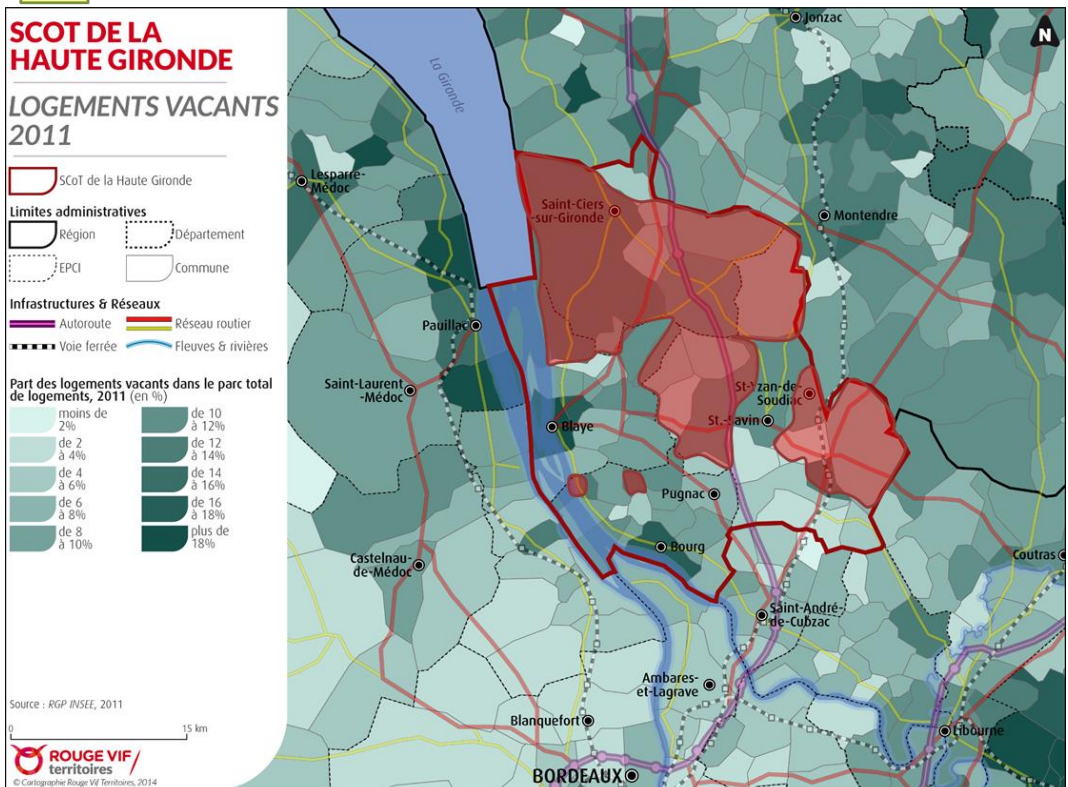 SCOT DE LA
HAUTE GIRONDE
LOGEMENTS VACANTS
2011
SCoT de la Haute Gironde
Limites administratives
Région
Département
EPCI
Commune
Infrastructures & Réseaux
Autoroute
Réseau routier
Voie ferrée
Fleuves & rivières
Part des logements vacants dans le parc total
de logements, 2011 (en %)
moins de
2%
de 2
à 4%
de 4
à 6%
de 6
à 8%
de 8
à 10%
de 10
à 12%
de 12
à 14%
de 14
à 16%
de 16
à 18%
plus de
18%
Source : RGP INSEE, 2011
0
15 km
ROUGE VIF/
territoires
© Cartographie Rouge Vif Territoires, 2014
N
La Gironde
Jonzac
Lesparre-
Médoc
Saint-Ciers
-sur-Gironde
Montendre
Pauillac
Saint-Laurent
-Médoc
St-Yzan-de-
Soudiac
Blaye
St.-Savin
Pugnac
Bourg
Castelnau-
de-Médoc
Coutras
Saint-André-
de-Cubzac
Ambares-
et-Lagrave
Blanquefort
Libourne
BORDEAUX